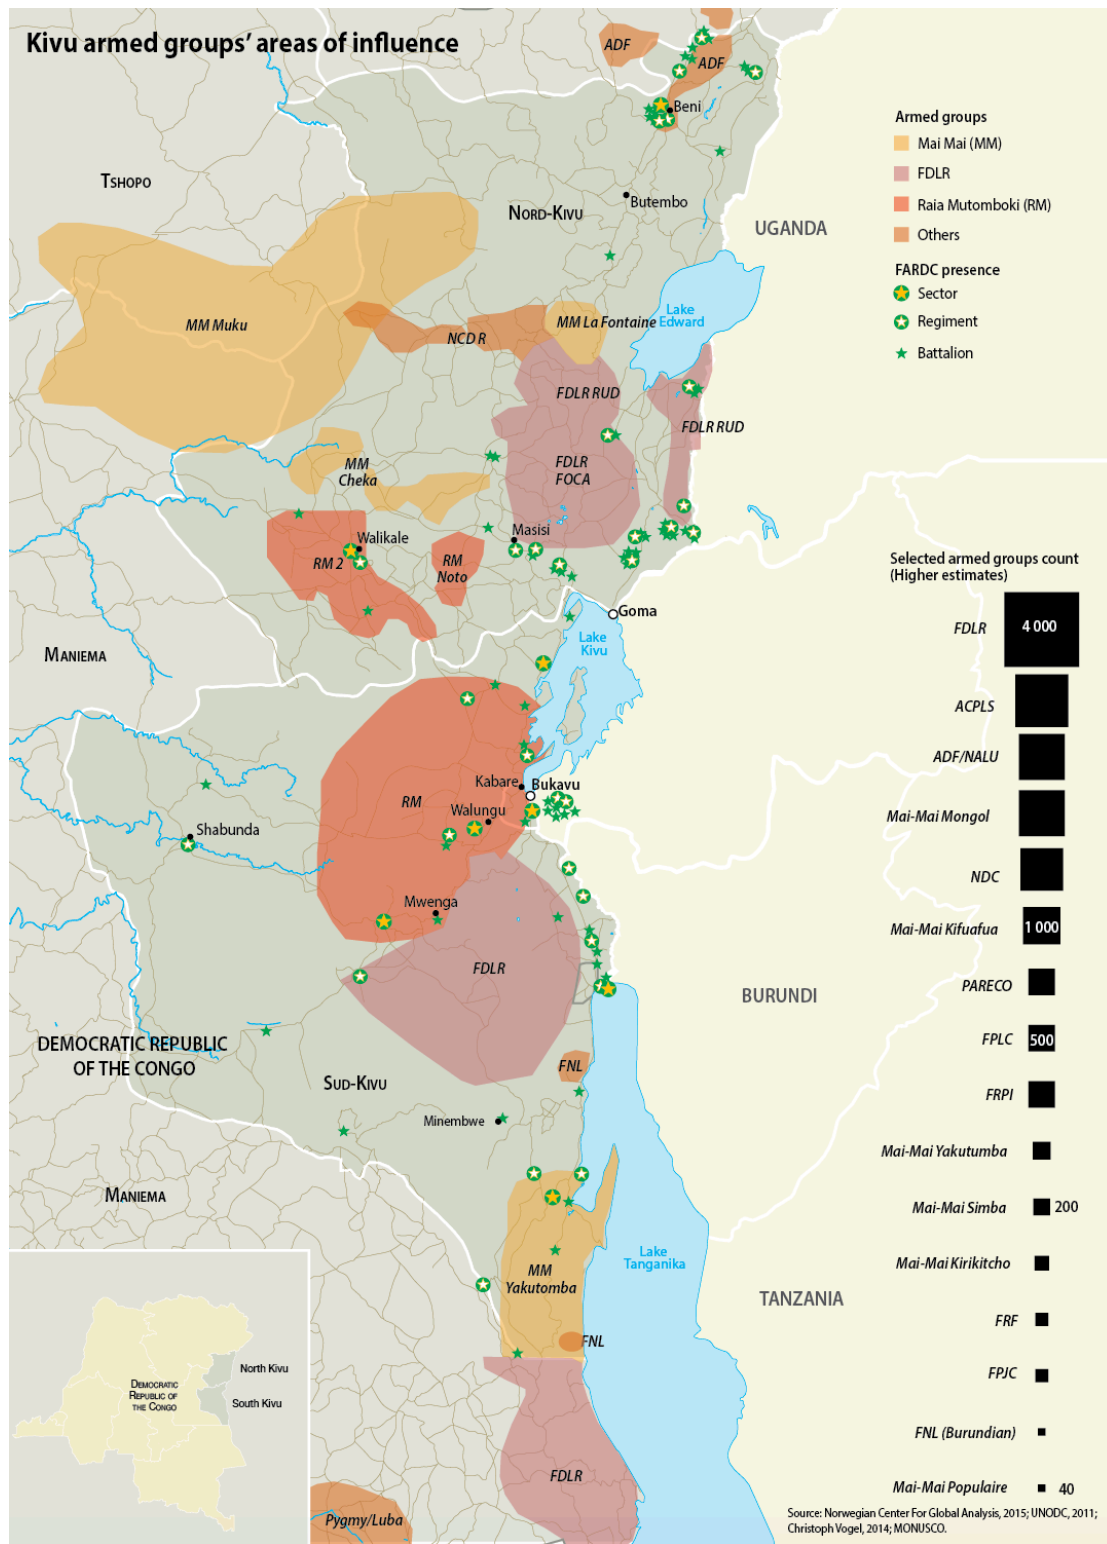 Kivu armed groups' areas of influence
ADF
ADF
Beni
TSHOPO
NORD-KIVU
Butembo
UGANDA
Armed groups
Mai Mai (MM)
FDLR
Raia Mutomboki (RM)
Others
FARDC presence
Sector
Regiment
Battalion
MM Muku
NCD R
MM La Fontaine
Lake
Edward
FDLR RUD
FDLR RUD
FDLR
FOCA
MM
Cheka
Masisi
Walikale
RM 2
RM
Noto
Goma
Lake
Kivu
MANIEMA
Kabare
Bukavu
RM
Walungu
Shabunda
Mwenga
FDLR
BURUNDI
DEMOCRATIC REPUBLIC
OF THE CONGO
FNL
SUD-KIVU
Minembwe
MANIEMA
MM
Yakutomba
Lake
Tanganika
TANZANIA
FNL
FDLR
Pygmy/Luba
DEMOCRATIC
REPUBLIC OF
THE CONGO
North Kivu
South Kivu
Selected armed groups count
(Higher estimates)
FDLR 4 000
ACPLS
ADF/NALU
Mai-Mai Mongol
NDC
Mai-Mai Kifuafua 1 000
PARECO
FPLC 500
FRPI
Mai-Mai Yakutumba
Mai-Mai Simba 200
Mai-Mai Kirikitcho
FRF
FPJC
FNL (Burundian)
Mai-Mai Populaire 40
Source: Norwegian Center For Global Analysis, 2015; UNODC, 2011;
Christoph Vogel, 2014; MONUSCO.